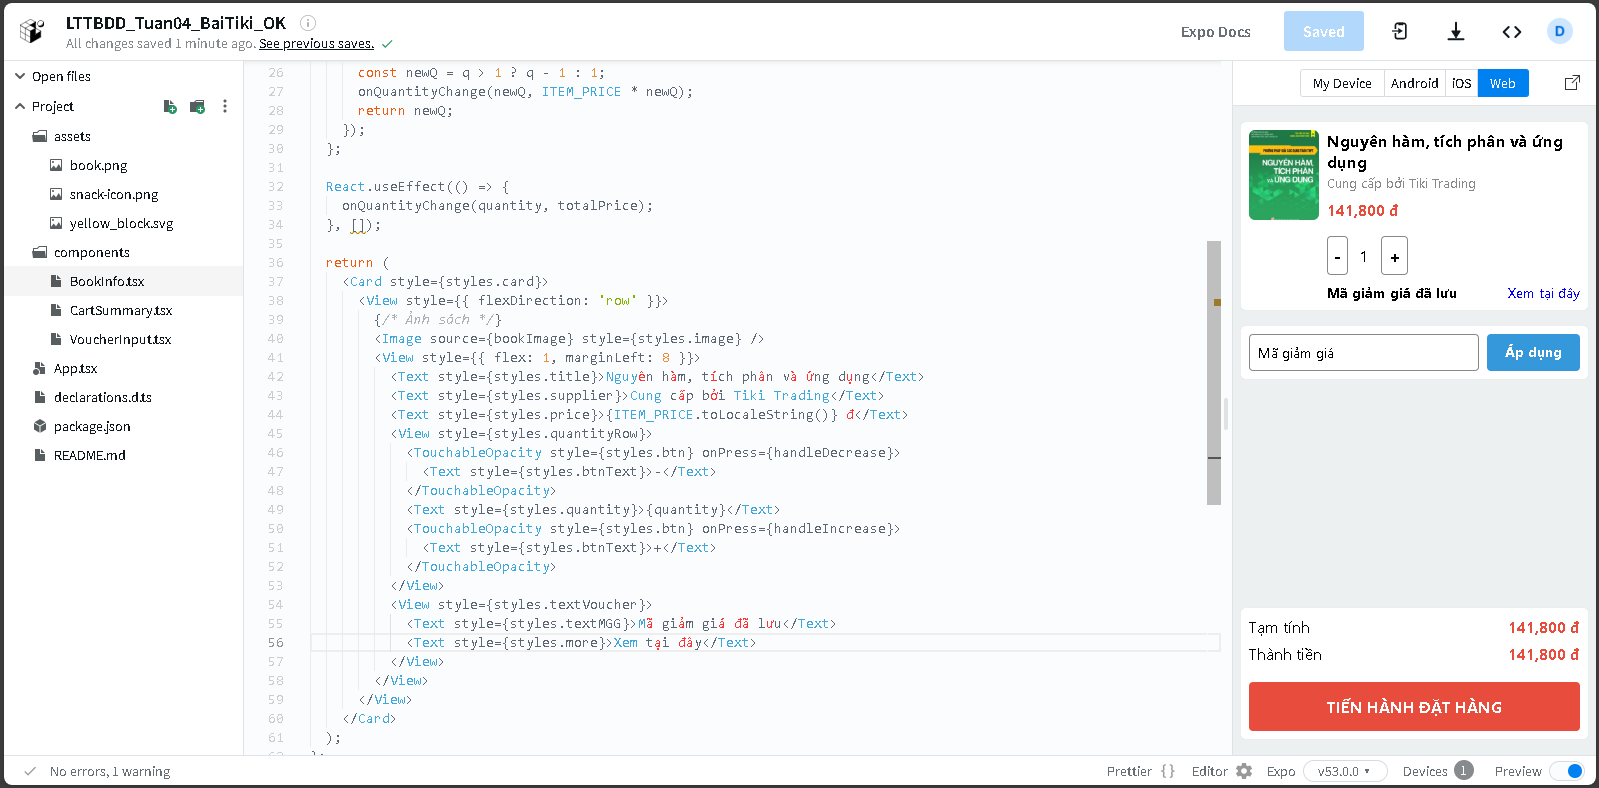 LTTBDD_Tuan04_BaiTiki_OK
All changes saved 1 minute ago. See previous saves.
Expo Docs
Saved
D
Open files
Project
assets
book.png
snack-icon.png
yellow_block.svg
components
BookInfo.tsx
CartSummary.tsx
VoucherInput.tsx
App.tsx
declarations.d.ts
package.json
README.md
26 const newQ = q > 1 ? q - 1 : 1;
27 onQuantityChange(newQ, ITEM_PRICE * newQ);
28 return newQ;
29 });
30 };
31
32 React.useEffect(() => {
33 onQuantityChange(quantity, totalPrice);
34 }, []);
35
36 return (
37 <Card style={styles.card}>
38 <View style={{ flexDirection: 'row' }}>
39 {/* Ảnh sách */}
40 <Image source={bookImage} style={styles.image} />
41 <View style={{ flex: 1, marginLeft: 8 }}>
42 <Text style={styles.title}>Nguyên hàm, tích phân và ứng dụng</Text>
43 <Text style={styles.supplier}>Cung cấp bởi Tiki Trading</Text>
44 <Text style={styles.price}>{ITEM_PRICE.toLocaleString()} đ</Text>
45 <View style={styles.quantityRow}>
46 <TouchableOpacity style={styles.btn} onPress={handleDecrease}>
47 <Text style={styles.btnText}>-</Text>
48 </TouchableOpacity>
49 <Text style={styles.quantity}>{quantity}</Text>
50 <TouchableOpacity style={styles.btn} onPress={handleIncrease}>
51 <Text style={styles.btnText}>+</Text>
52 </TouchableOpacity>
53 </View>
54 <View style={styles.textVoucher}>
55 <Text style={styles.textMGG}>Mã giảm giá đã lưu</Text>
56 <Text style={styles.more}>Xem tại đây</Text>
57 </View>
58 </View>
59 </View>
60 </Card>
61 );
My Device Android iOS Web
NGUYÊN HÀM,
TÍCH PHÂN
VÀ ỨNG DỤNG
Nguyên hàm, tích phân và ứng
dụng
Cung cấp bởi Tiki Trading
141,800 đ
- 1 +
Mã giảm giá đã lưu Xem tại đây
Mã giảm giá Áp dụng
Tạm tính 141,800 đ
Thành tiền 141,800 đ
TIẾN HÀNH ĐẶT HÀNG
No errors, 1 warning
Prettier {} Editor Expo v53.0.0 Devices 1 Preview